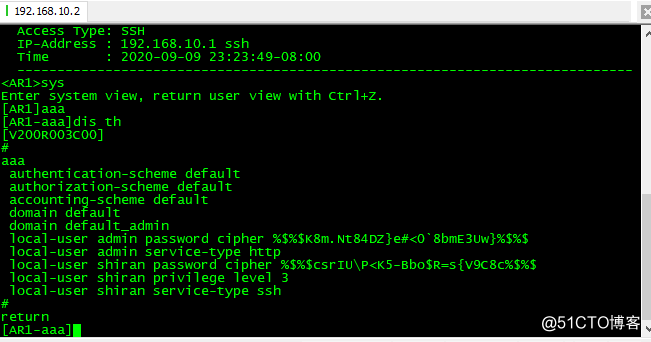 192.168.10.2
Access Type: SSH
IP-Address : 192.168.10.1 ssh
Time       : 2020-09-09 23:23:49-08:00
-----------------------------------------------------------------------------
<AR1>sys
Enter system view, return user view with Ctrl+Z.
[AR1]aaa
[AR1-aaa]dis th
[V200R003C00]
#
aaa
authentication-scheme default
authorization-scheme default
accounting-scheme default
domain default
domain default_admin
local-user admin password cipher %$%$K8m.Nt84DZ}e#<0`8bmE3Uw}%$%$
local-user admin service-type http
local-user shiran password cipher %$%$csrIU\P<K5-Bbo$R=s{V9C8c%$%$
local-user shiran privilege level 3
local-user shiran service-type ssh
#
return
[AR1-aaa]
@51CTO博客